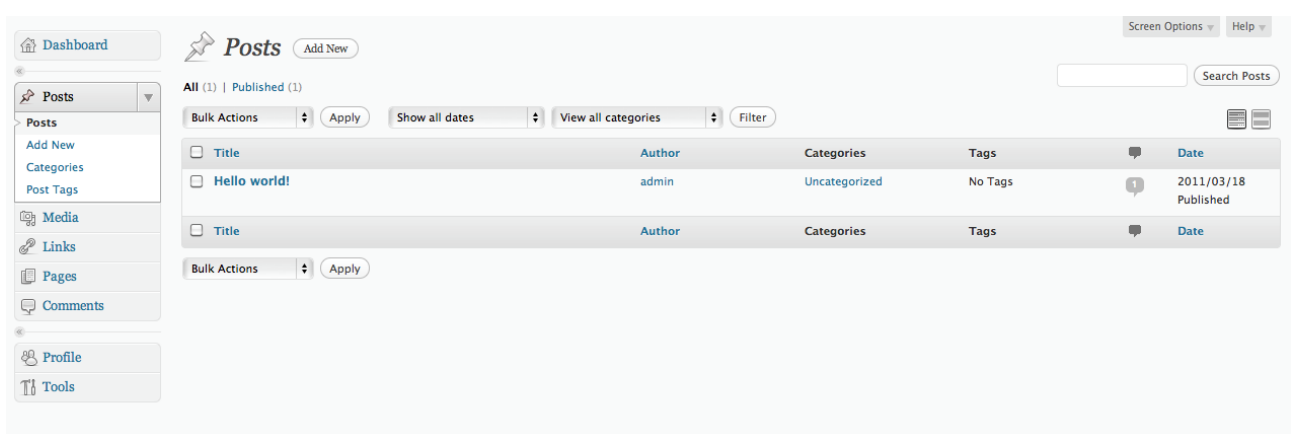 Screen Options Help
Dashboard
Posts Add New
Search Posts
All (1) | Published (1)
Posts
Posts
Add New
Categories
Post Tags
Media
Links
Pages
Comments
Profile
Tools
Bulk Actions Apply Show all dates View all categories Filter
Title Author Categories Tags Date
Hello world! admin Uncategorized No Tags 1 2011/03/18
Published
Title Author Categories Tags Date
Bulk Actions Apply